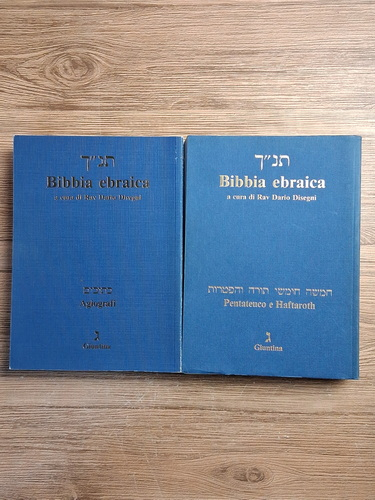 תנ״ך
Bibbia ebraica
a cura di Rav Dario Disegni
כתובים
Agiografi
ג
Giuntina
תנ״ך
Bibbia ebraica
a cura di Rav Dario Disegni
חמשה חומשי תורה והפטרות
Pentateuco e Haftaroth
ג
Giuntina